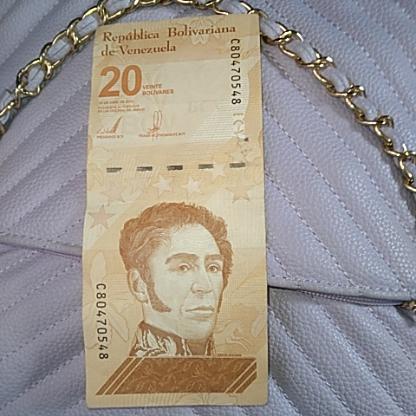 República Bolivariana
de Venezuela
C80470548
20
VEINTE
BOLÍVARES
C80470548